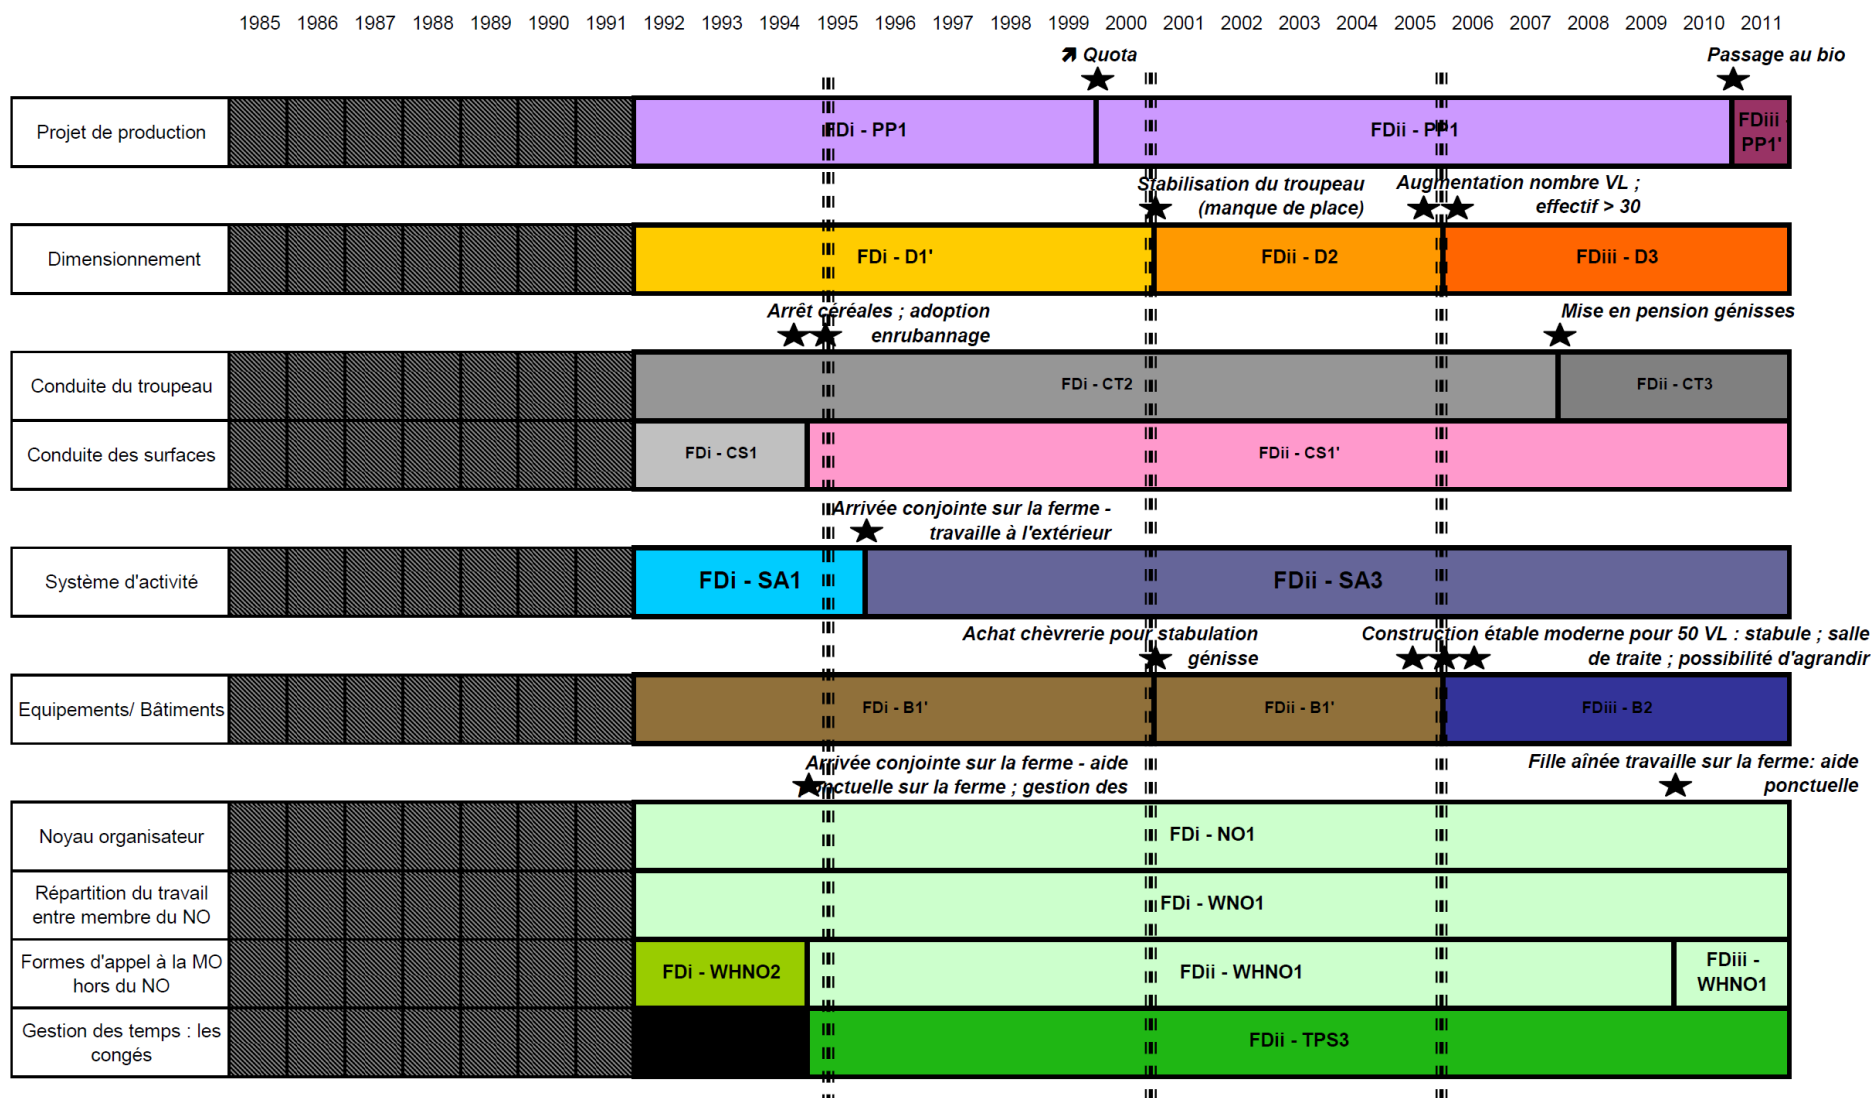 1985 1986 1987 1988 1989 1990 1991 1992 1993 1994 1995 1996 1997 1998 1999 2000 2001 2002 2003 2004 2005 2006 2007 2008 2009 2010 2011
Quota
Passage au bio
Projet de production
FDi - PP1
FDii - PP1
FDiii -
PP1'
Stabilisation du troupeau
(manque de place)
Augmentation nombre VL ;
effectif > 30
Dimensionnement
FDi - D1'
FDii - D2
FDiii - D3
Arrêt céréales ; adoption
enrubannage
Mise en pension génisses
Conduite du troupeau
FDi - CT2
FDii - CT3
Conduite des surfaces
FDi - CS1
FDii - CS1'
Arrivée conjointe sur la ferme -
travaille à l'extérieur
Système d'activité
FDi - SA1
FDii - SA3
Achat chèvrerie pour stabulation
génisse
Construction étable moderne pour 50 VL : stabule ; salle
de traite ; possibilité d'agrandir
Equipements/ Bâtiments
FDi - B1'
FDii - B1'
FDiii - B2
Arrivée conjointe sur la ferme - aide
ponctuelle sur la ferme ; gestion des
Fille aînée travaille sur la ferme: aide
ponctuelle
Noyau organisateur
FDi - NO1
Répartition du travail
entre membre du NO
FDi - WNO1
Formes d'appel à la MO
hors du NO
FDi - WHNO2
FDii - WHNO1
FDiii -
WHNO1
Gestion des temps : les
congés
FDii - TPS3